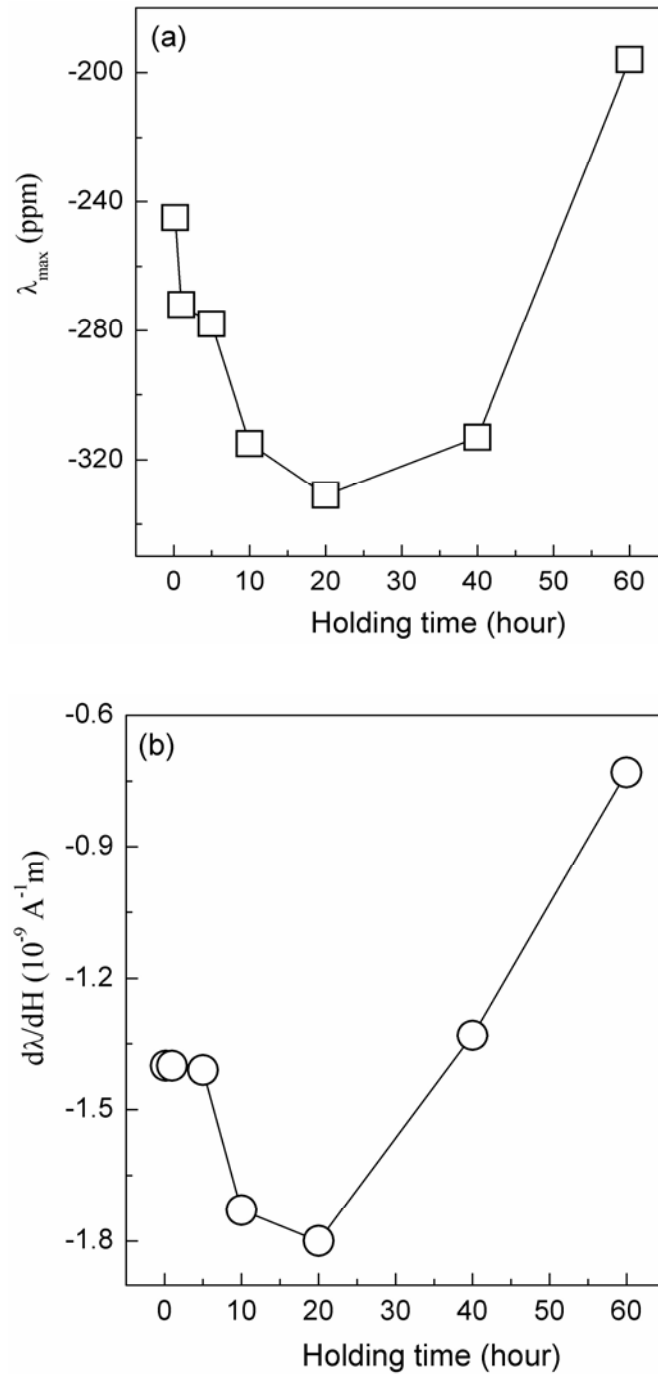 (a)
-200
-240
-280
-320
λmax (ppm)
0 10 20 30 40 50 60
Holding time (hour)
(b)
-0.6
-0.9
-1.2
-1.5
-1.8
dλ/dH (10⁻⁹ A⁻¹m)
0 10 20 30 40 50 60
Holding time (hour)